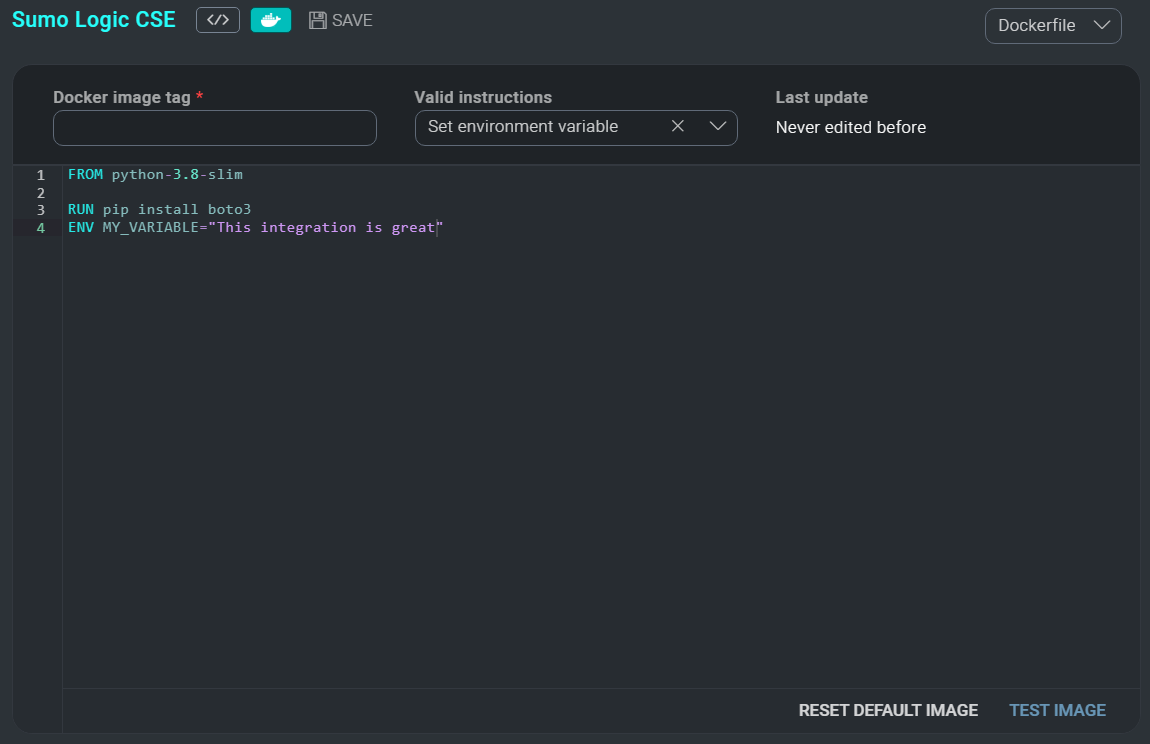 Sumo Logic CSE </> SAVE Dockerfile
Docker image tag * Valid instructions Last update
Set environment variable Never edited before
1 FROM python-3.8-slim
2
3 RUN pip install boto3
4 ENV MY_VARIABLE="This integration is great"
RESET DEFAULT IMAGE TEST IMAGE